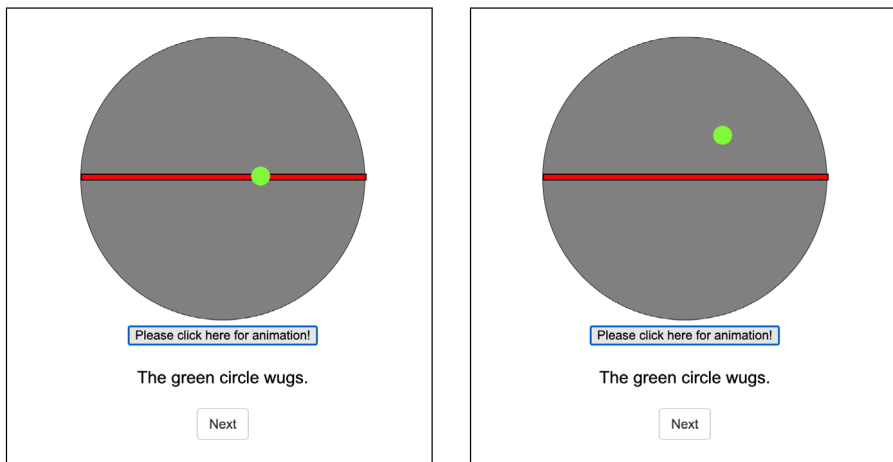 Please click here for animation!
The green circle wugs.
Next
Please click here for animation!
The green circle wugs.
Next